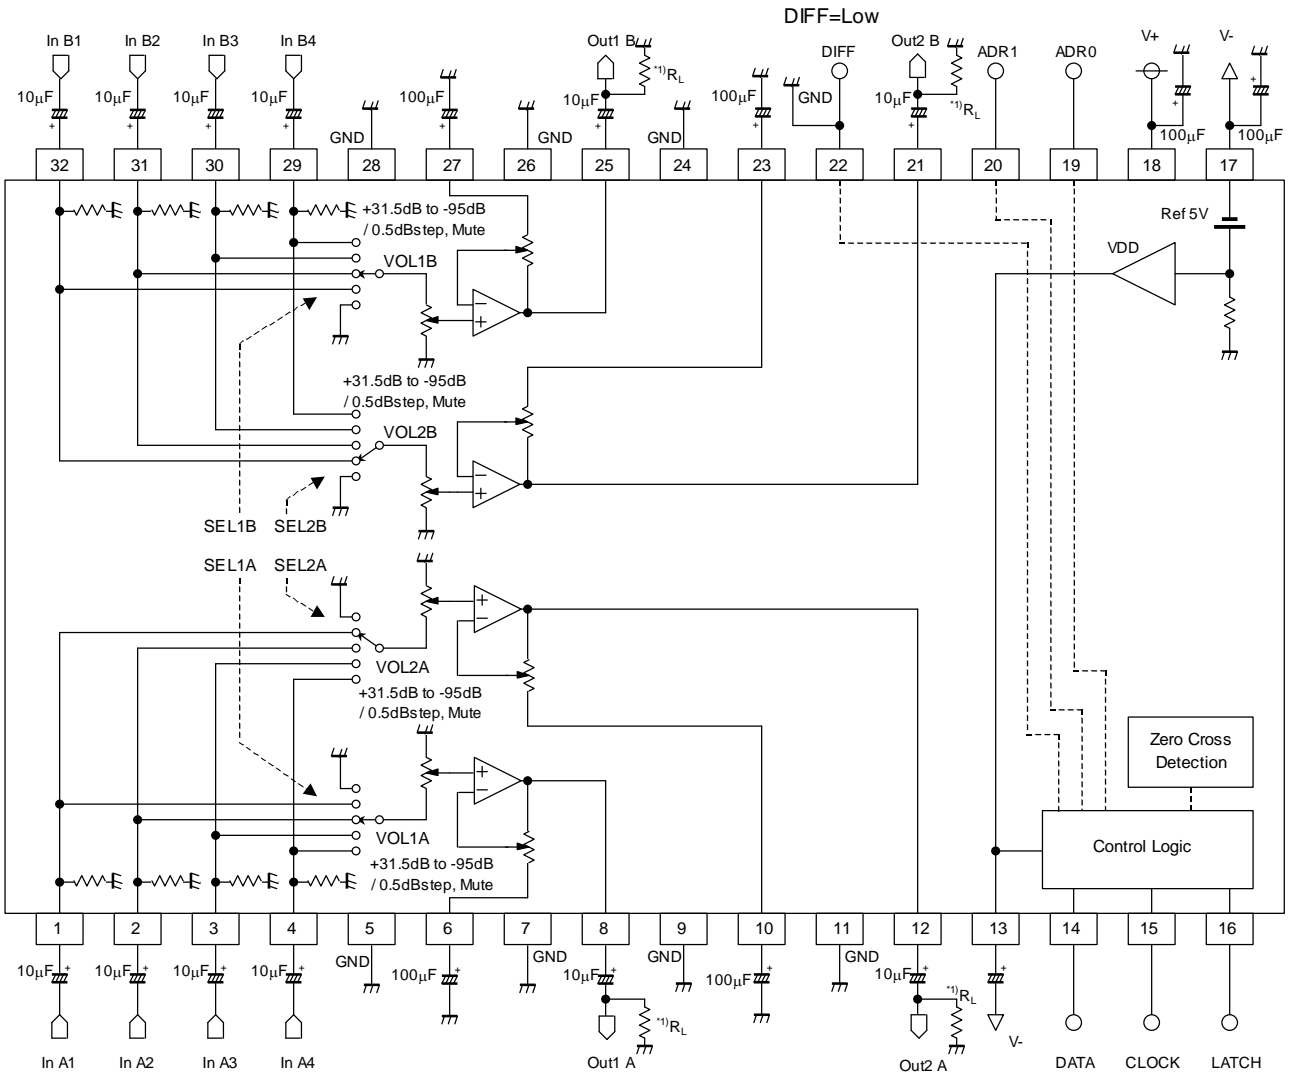 DIFF=Low
In B1
In B2
In B3
In B4
Out1 B
*1)RL
DIFF
Out2 B
*1)RL
ADR1
ADR0
V+
V-
10µF
10µF
10µF
10µF
100µF
10µF
100µF
GND
10µF
100µF
100µF
GND
GND
GND
32
31
30
29
28
27
26
25
24
23
22
21
20
19
18
17
+31.5dB to -95dB
/ 0.5dBstep, Mute
VOL1B
Ref 5V
VDD
+31.5dB to -95dB
/ 0.5dBstep, Mute
VOL2B
SEL1B
SEL2B
SEL1A
SEL2A
VOL2A
+31.5dB to -95dB
/ 0.5dBstep, Mute
VOL1A
+31.5dB to -95dB
/ 0.5dBstep, Mute
Zero Cross
Detection
Control Logic
1
2
3
4
5
6
7
8
9
10
11
12
13
14
15
16
10µF
10µF
10µF
10µF
GND
100µF
GND
10µF
GND
100µF
GND
10µF
*1)RL
*1)RL
V-
In A1
In A2
In A3
In A4
Out1 A
Out2 A
DATA
CLOCK
LATCH